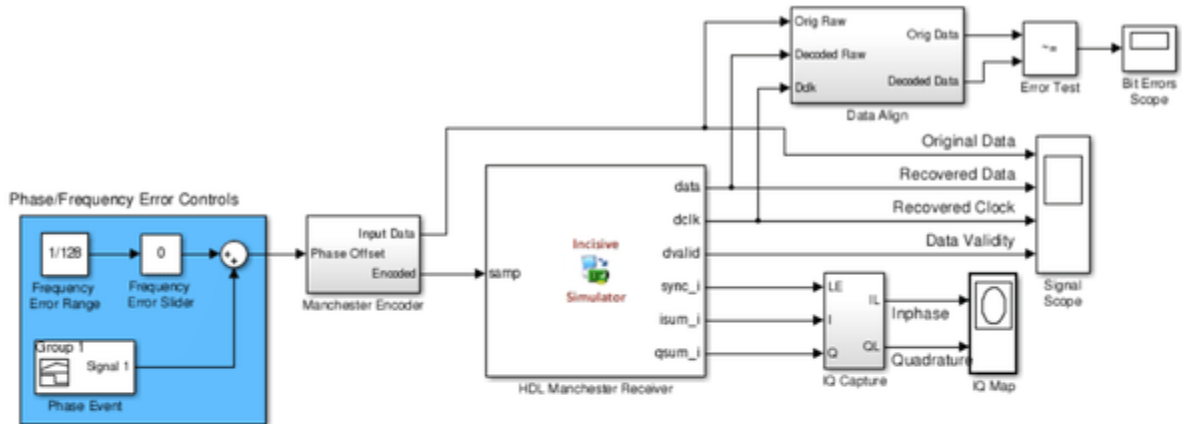 Phase/Frequency Error Controls
1/128
Frequency
Error Range
0
Frequency
Error Slider
+
+
Group 1
Signal 1
Phase Event
Input Data
Phase Offset
Encoded
Manchester Encoder
samp
Incisive
Simulator
data
dclk
dvalid
sync_i
isum_i
qsum_i
HDL Manchester Receiver
Orig Raw
Decoded Raw
Dclk
Orig Data
Decoded Data
Data Align
~=
Error Test
Bit Errors
Scope
Original Data
Recovered Data
Recovered Clock
Data Validity
Signal
Scope
LE
I
Q
IL
QL
IQ Capture
Inphase
Quadrature
IQ Map